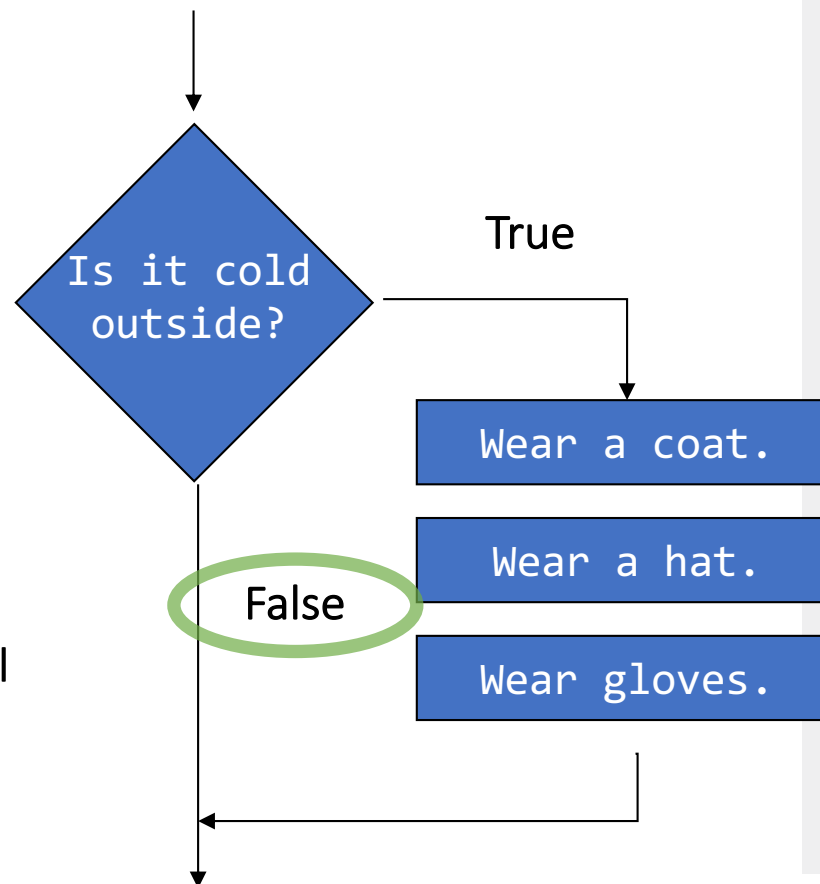 True
Is it cold
outside?
Wear a coat.
Wear a hat.
False
Wear gloves.